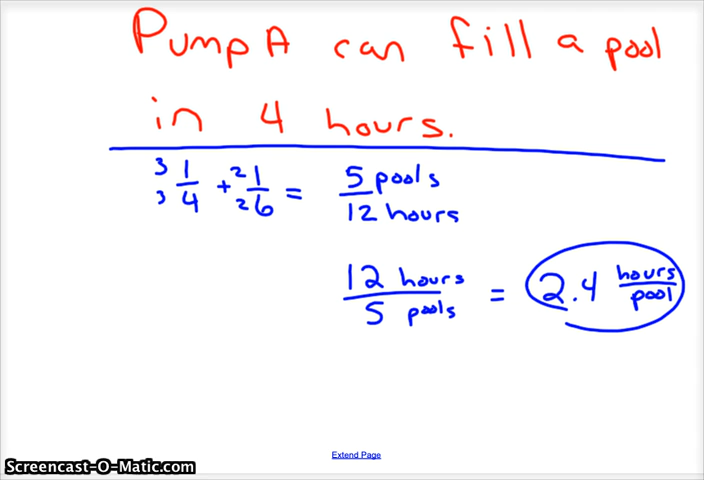 Pump A can fill a pool
in 4 hours.
3/3 1/4 + 2/2 1/6 = 5 pools / 12 hours
12 hours / 5 pools = 2.4 hours / pool
Extend Page
Screencast-O-Matic.com